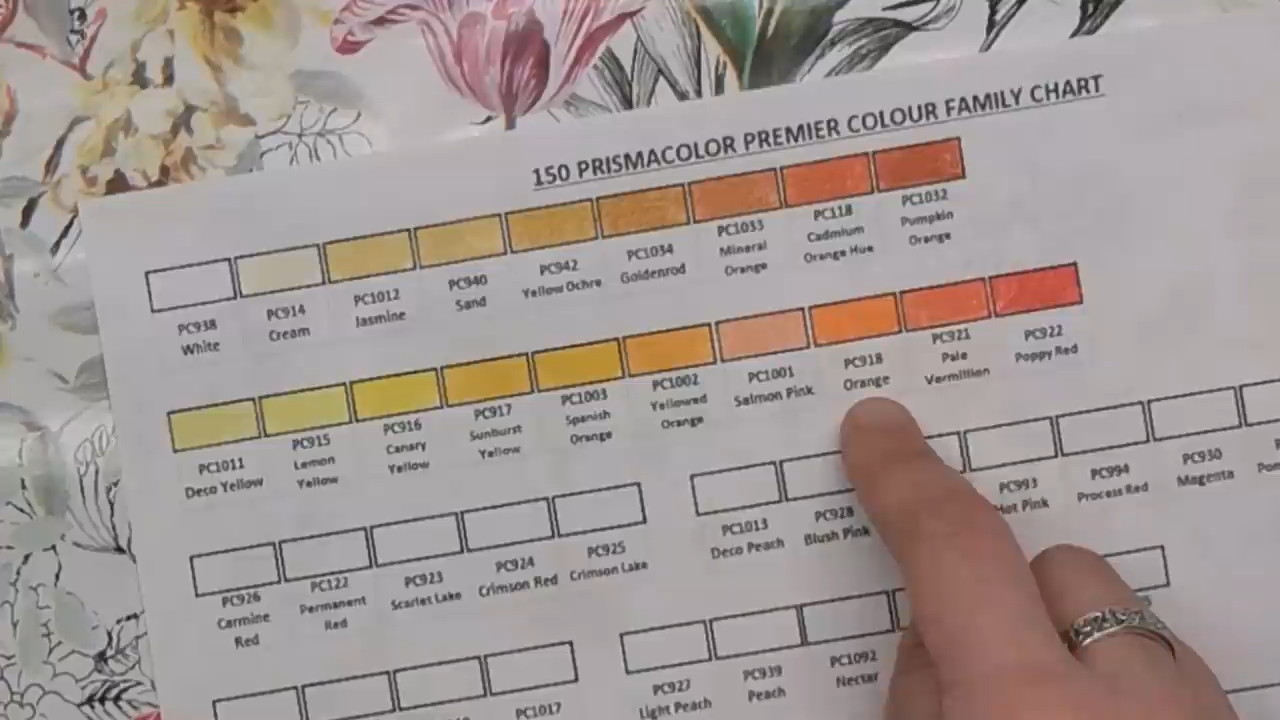 150 PRISMACOLOR PREMIER COLOUR FAMILY CHART
PC938
White
PC914
Cream
PC1012
Jasmine
PC940
Sand
PC942
Yellow Ochre
PC1034
Goldenrod
PC1033
Mineral
Orange
PC118
Cadmium
Orange Hue
PC1032
Pumpkin
Orange
PC1011
Deco Yellow
PC915
Lemon
Yellow
PC916
Canary
Yellow
PC917
Sunburst
Yellow
PC1003
Spanish
Orange
PC1002
Yellowed
Orange
PC1001
Salmon Pink
PC918
Orange
PC921
Pale
Vermillion
PC922
Poppy Red
PC926
Carmine
Red
PC122
Permanent
Red
PC923
Scarlet Lake
PC924
Crimson Red
PC925
Crimson Lake
PC1013
Deco Peach
PC928
Blush Pink
PC993
Hot Pink
PC994
Process Red
PC930
Magenta
PC927
Light Peach
PC939
Peach
PC1092
Nectar
PC1017